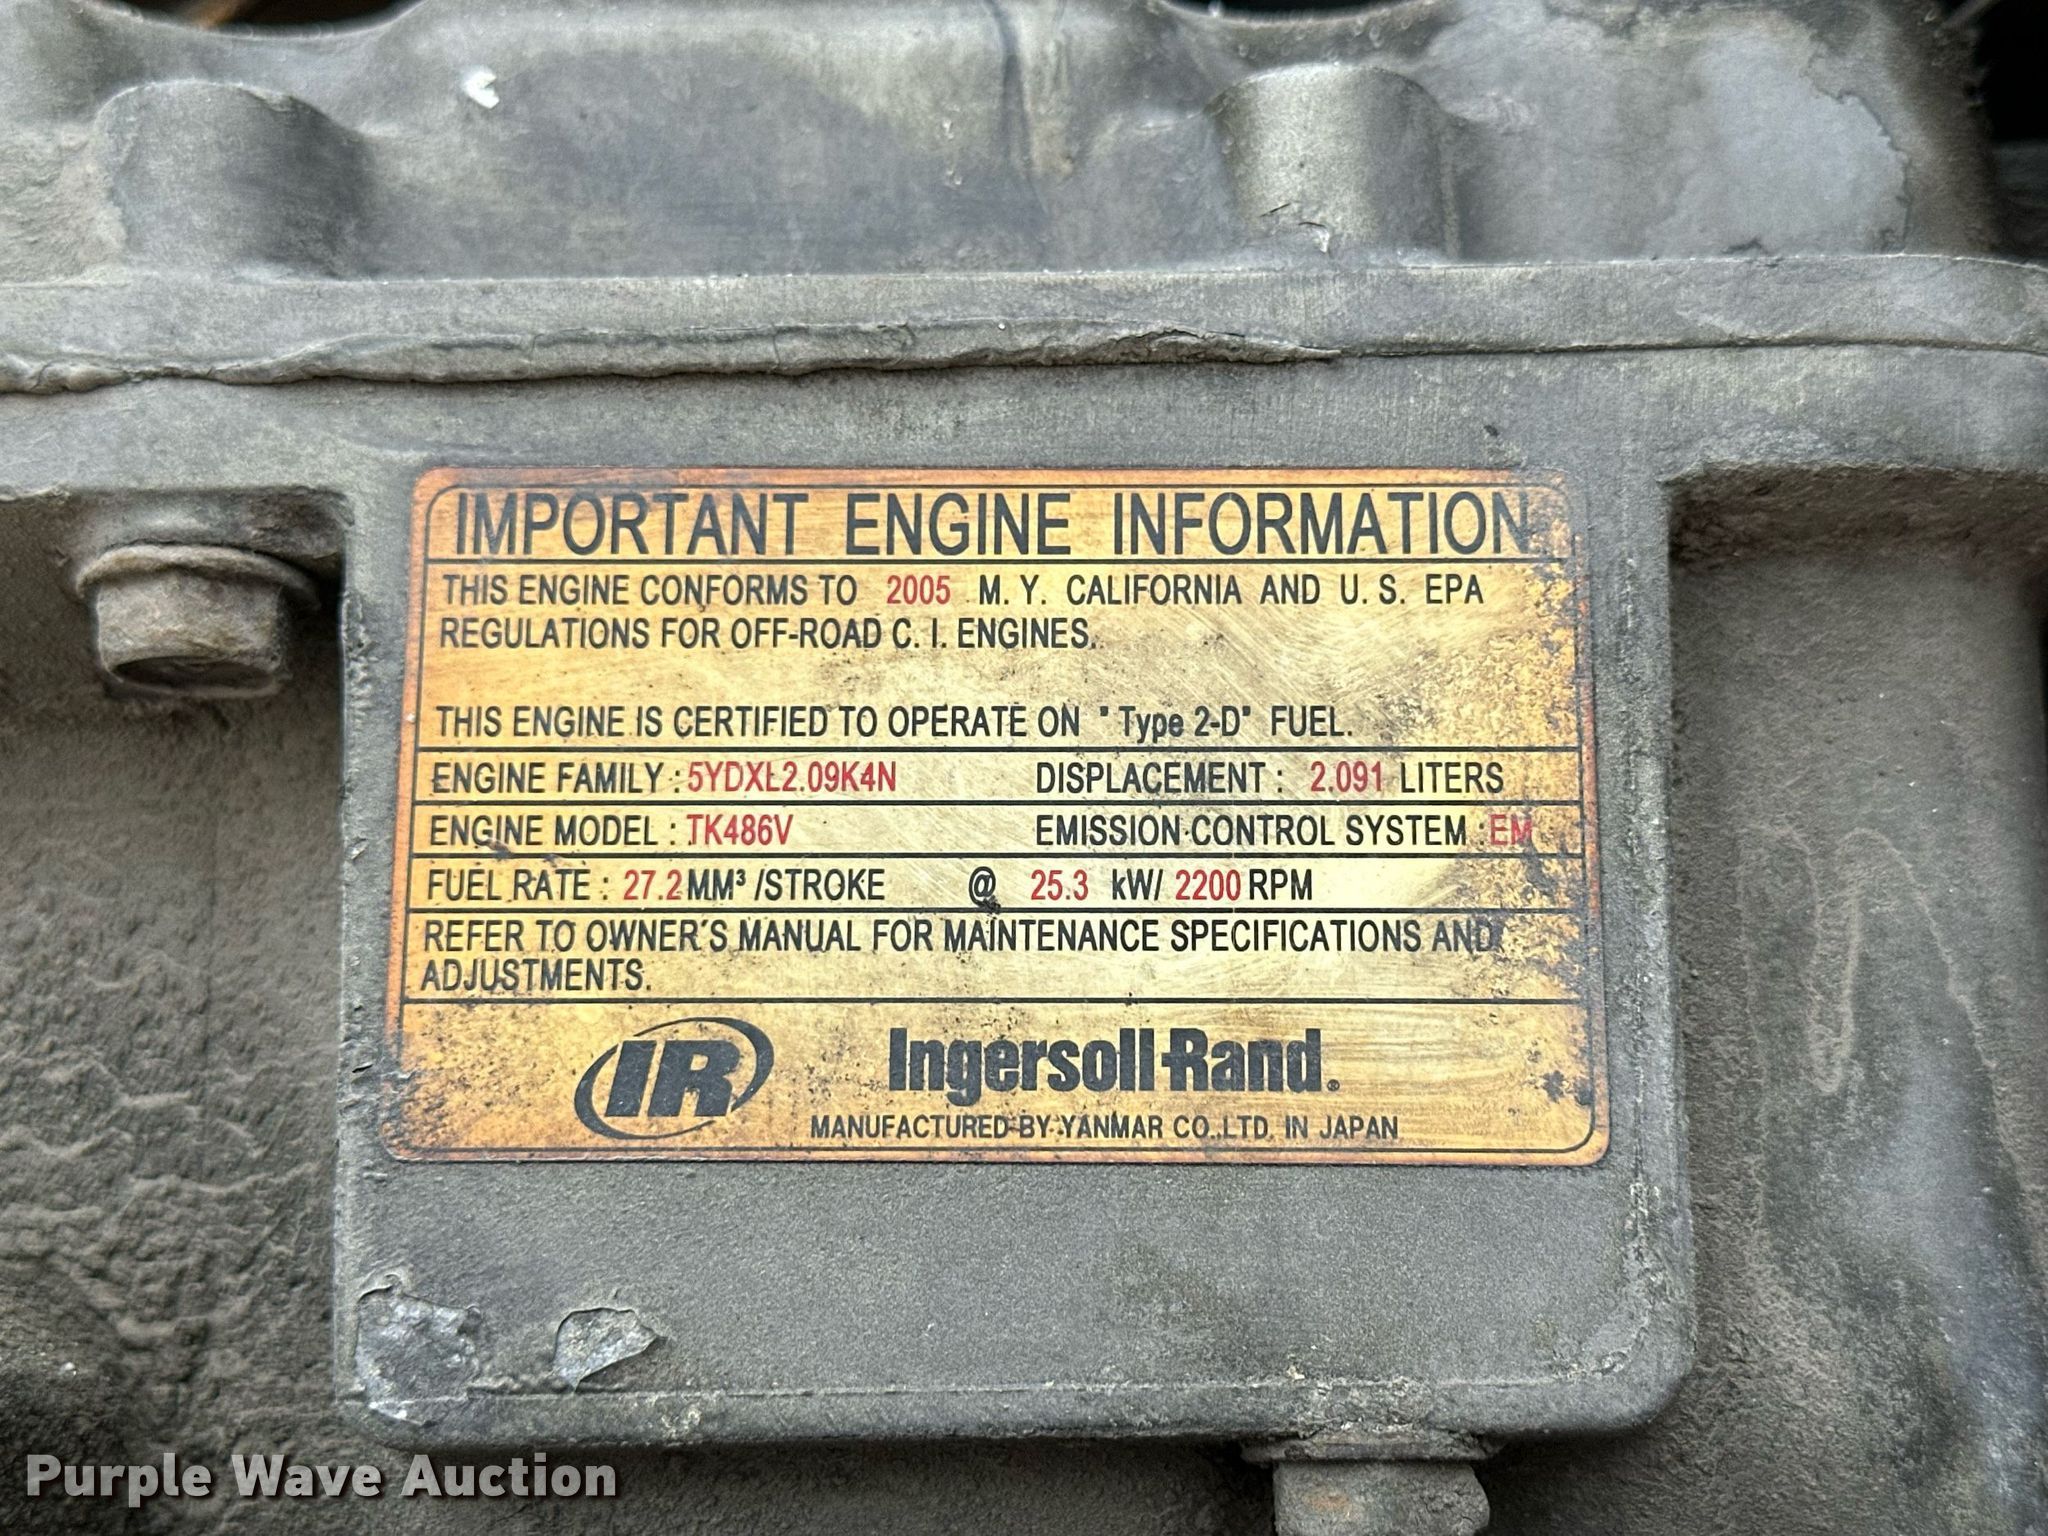 IMPORTANT ENGINE INFORMATION
THIS ENGINE CONFORMS TO 2005 M. Y. CALIFORNIA AND U. S. EPA
REGULATIONS FOR OFF-ROAD C. I. ENGINES.
THIS ENGINE IS CERTIFIED TO OPERATE ON "Type 2-D" FUEL.
ENGINE FAMILY : 5YDXL2.09K4N DISPLACEMENT : 2.091 LITERS
ENGINE MODEL : TK486V EMISSION CONTROL SYSTEM : EM
FUEL RATE : 27.2 MM³ /STROKE @ 25.3 kW/ 2200 RPM
REFER TO OWNER'S MANUAL FOR MAINTENANCE SPECIFICATIONS AND
ADJUSTMENTS.
IR Ingersoll-Rand®
MANUFACTURED BY YANMAR CO.,LTD. IN JAPAN
Purple Wave Auction